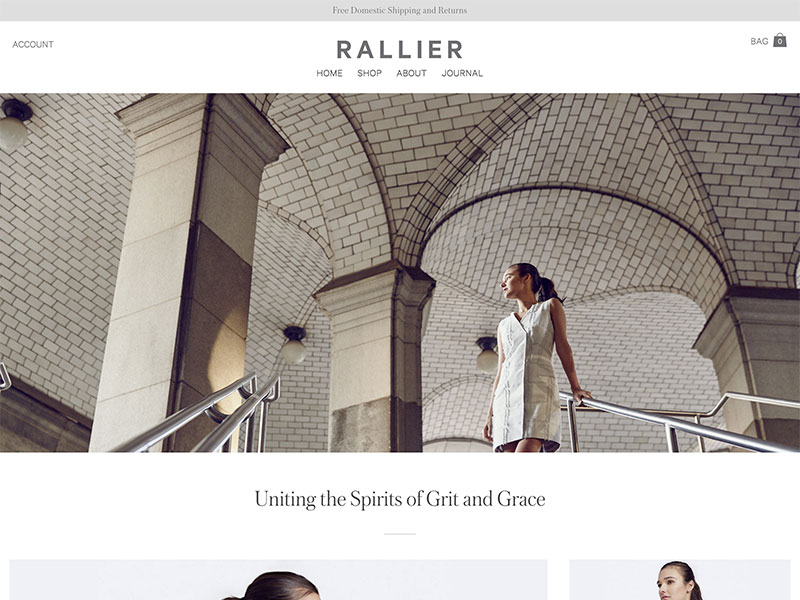 Free Domestic Shipping and Returns
ACCOUNT
RALLIER
BAG 0
HOME SHOP ABOUT JOURNAL
Uniting the Spirits of Grit and Grace